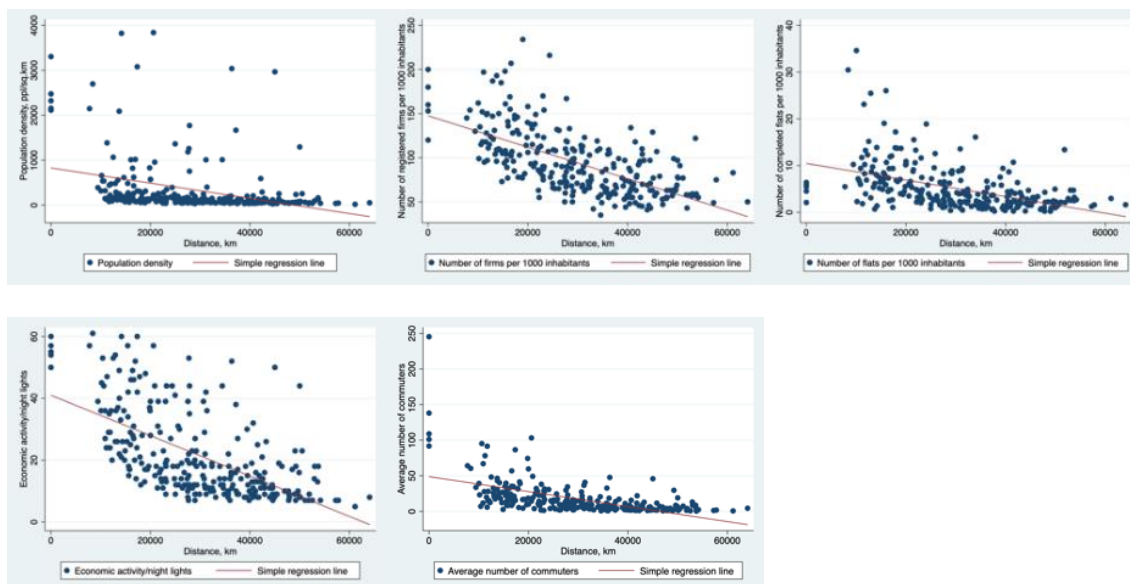 Population density, ppl/sq.km
4000
3000
2000
1000
0
0 20000 40000 60000
Distance, km
Population density Simple regression line
Number of registered firms per 1000 inhabitants
250
200
150
100
50
0 20000 40000 60000
Distance, km
Number of firms per 1000 inhabitants Simple regression line
Number of completed flats per 1000 inhabitants
40
30
20
10
0
0 20000 40000 60000
Distance, km
Number of flats per 1000 inhabitants Simple regression line
Economic activity/night lights
60
40
20
0
0 20000 40000 60000
Distance, km
Economic activity/night lights Simple regression line
Average number of commuters
250
200
150
100
50
0
0 20000 40000 60000
Distance, km
Average number of commuters Simple regression line